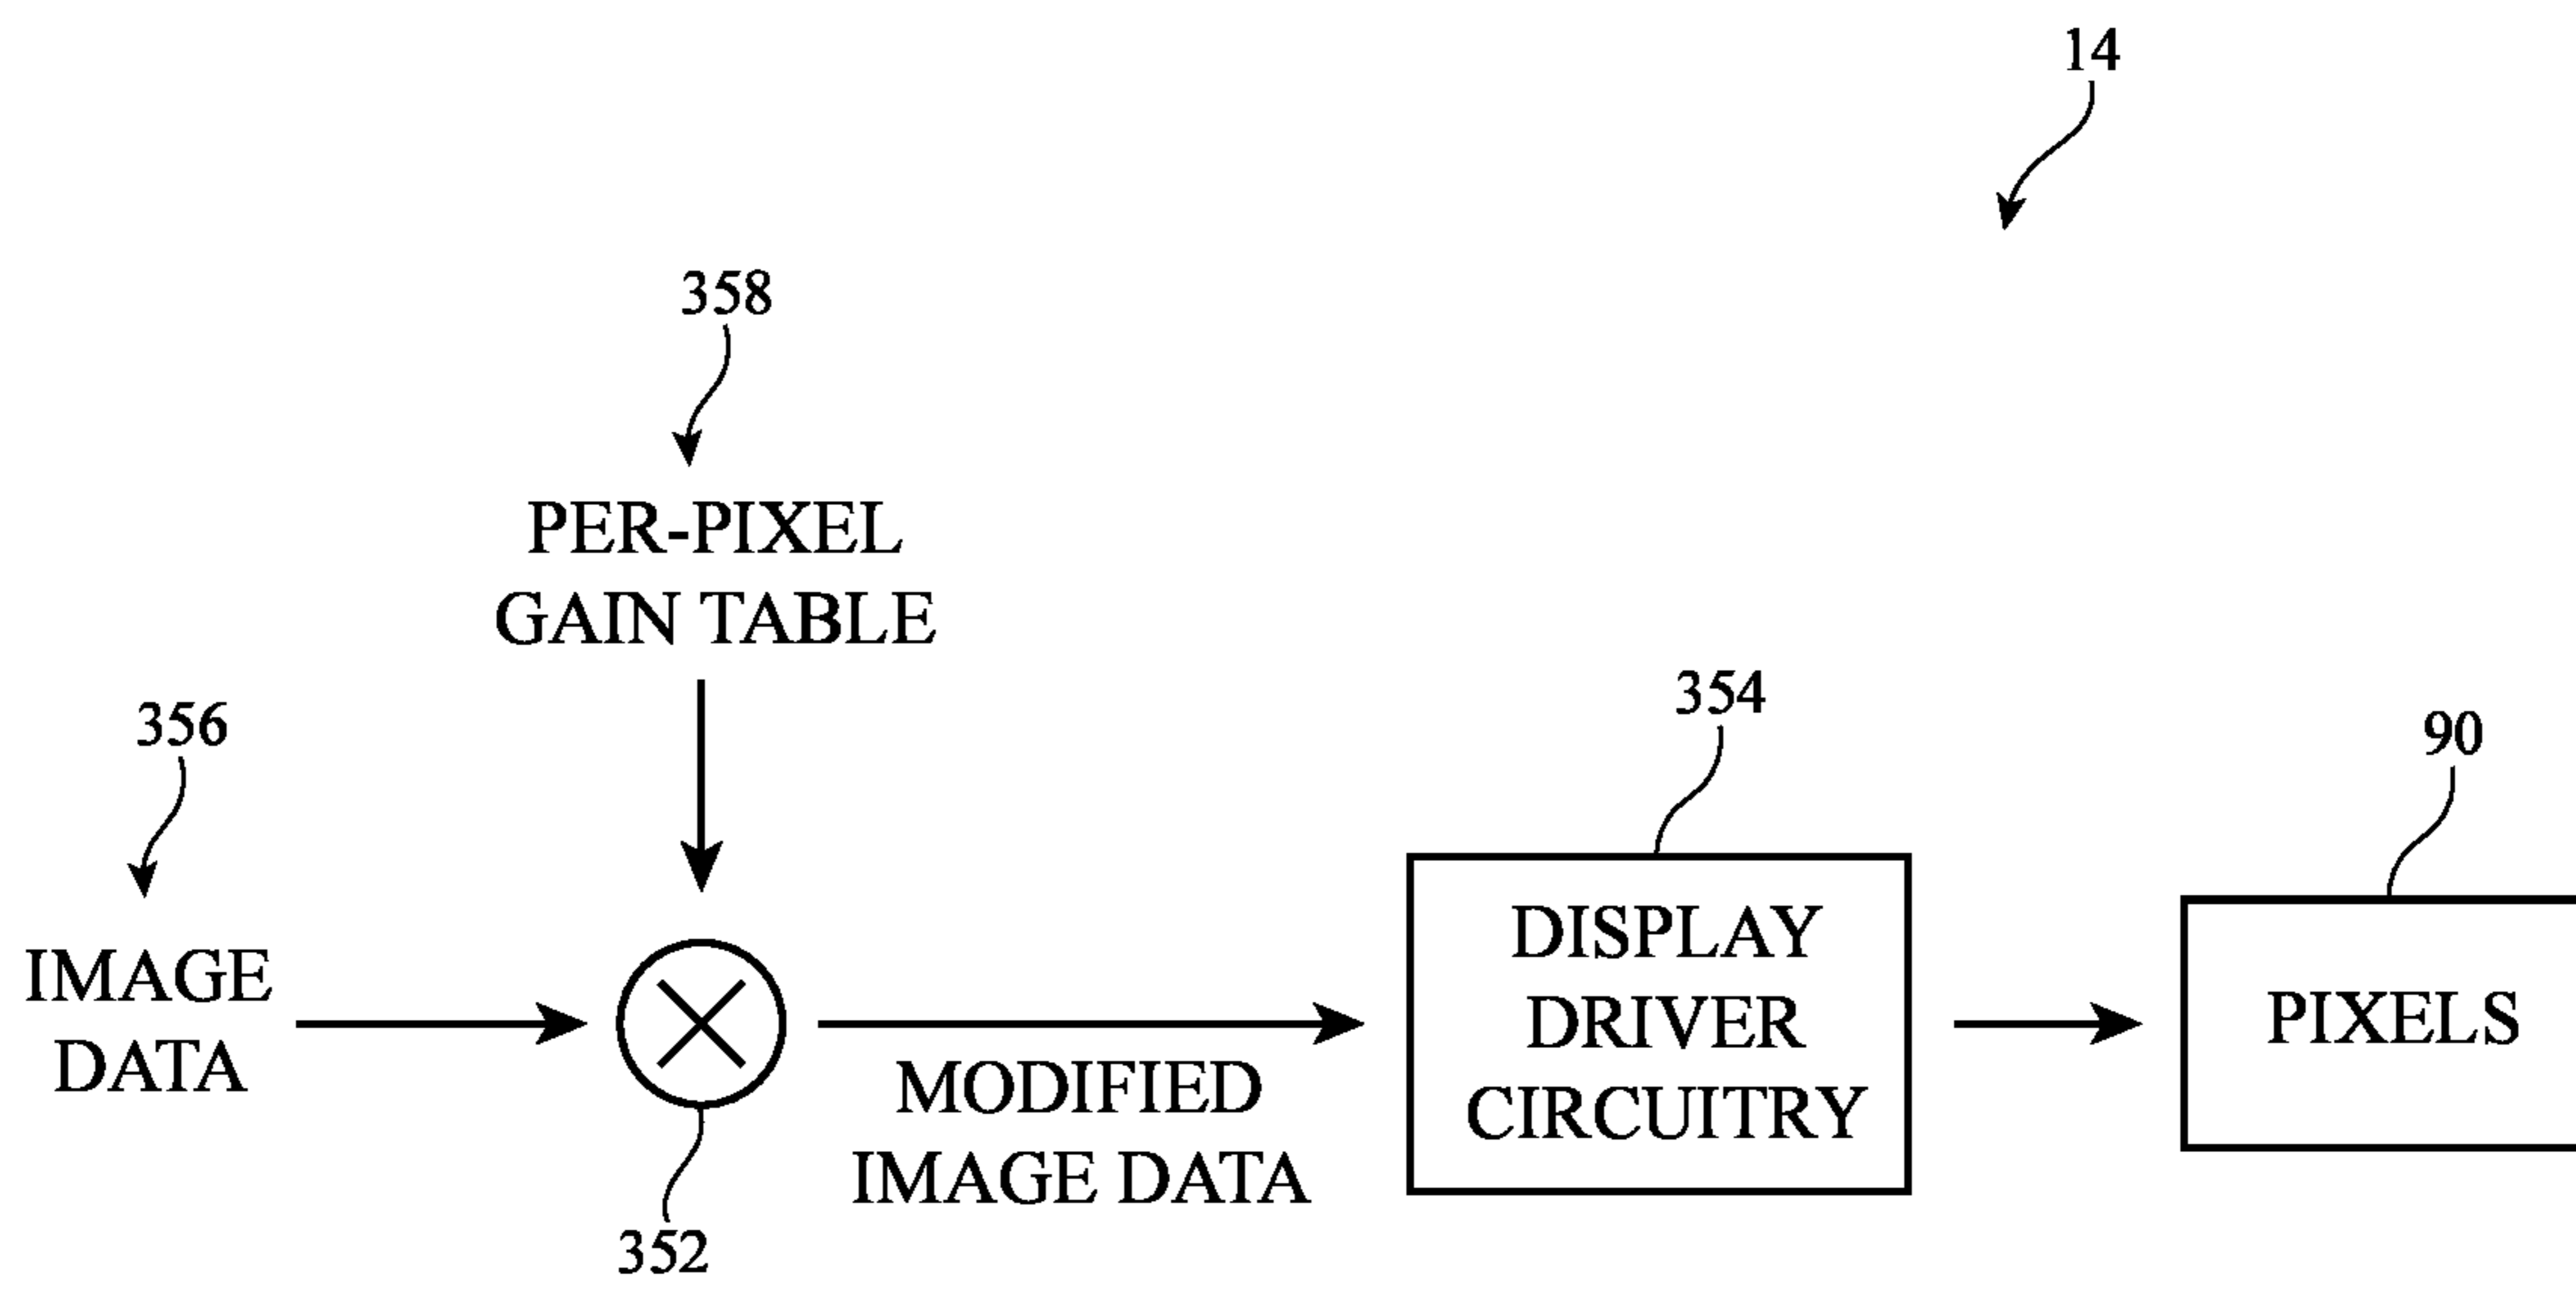 14
358
PER-PIXEL
GAIN TABLE
356
354
90
IMAGE
DATA
MODIFIED
IMAGE DATA
DISPLAY
DRIVER
CIRCUITRY
PIXELS
352